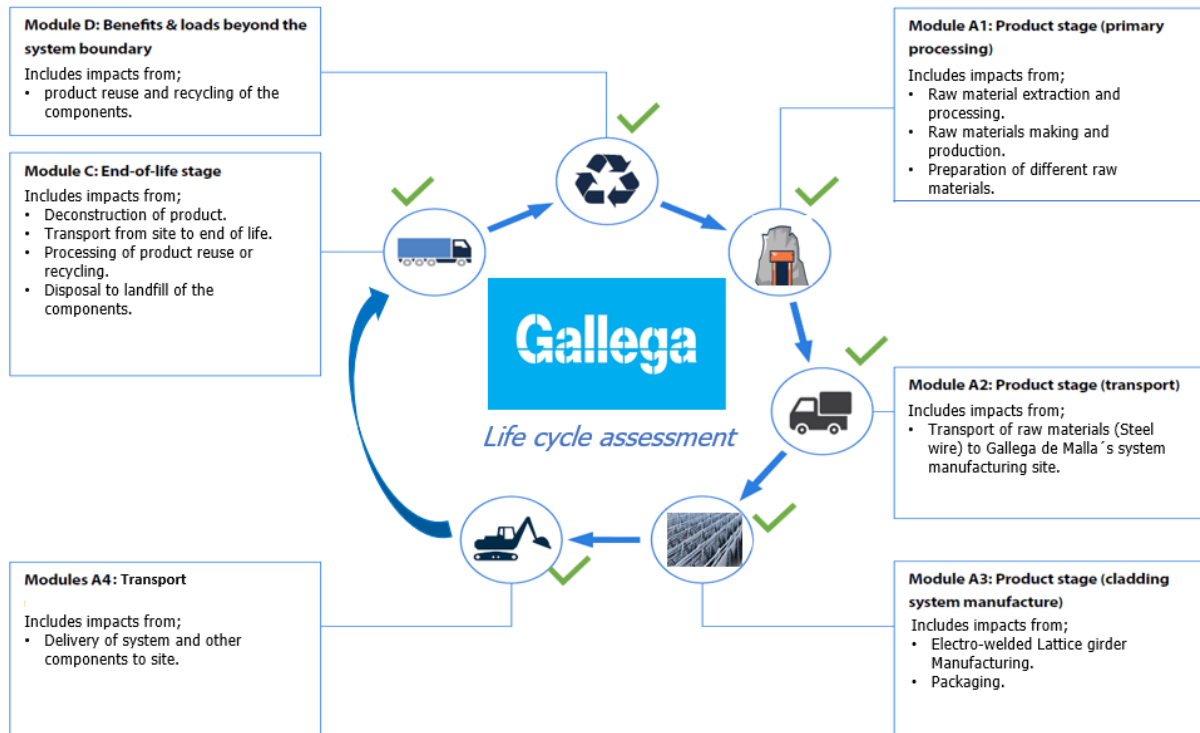 Module D: Benefits & loads beyond the
system boundary
Includes impacts from;
• product reuse and recycling of the
components.
Module C: End-of-life stage
Includes impacts from;
• Deconstruction of product.
• Transport from site to end of life.
• Processing of product reuse or
recycling.
• Disposal to landfill of the
components.
Modules A4: Transport
Includes impacts from;
• Delivery of system and other
components to site.
Gallega
Life cycle assessment
Module A1: Product stage (primary
processing)
Includes impacts from;
• Raw material extraction and
processing.
• Raw materials making and
production.
• Preparation of different raw
materials.
Module A2: Product stage (transport)
Includes impacts from;
• Transport of raw materials (Steel
wire) to Gallega de Malla´s system
manufacturing site.
Module A3: Product stage (cladding
system manufacture)
Includes impacts from;
• Electro-welded Lattice girder
Manufacturing.
• Packaging.